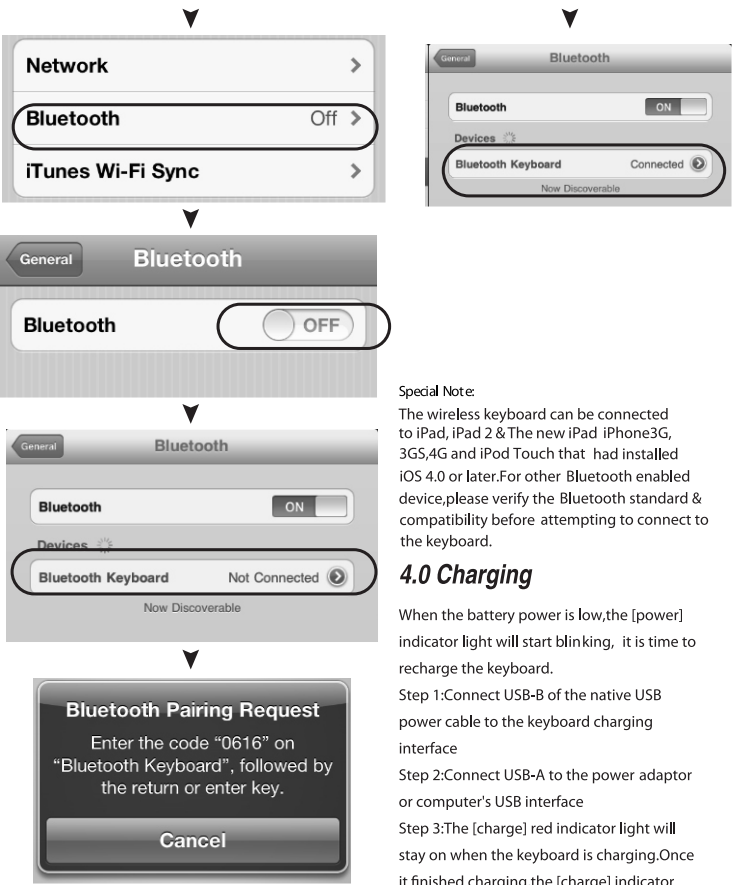 Network
Bluetooth Off
iTunes Wi-Fi Sync
General Bluetooth
Bluetooth OFF
General Bluetooth
Bluetooth ON
Devices
Bluetooth Keyboard Not Connected
Now Discoverable
Bluetooth Pairing Request
Enter the code “0616” on
“Bluetooth Keyboard”, followed by
the return or enter key.
Cancel
General Bluetooth
Bluetooth ON
Devices
Bluetooth Keyboard Connected
Now Discoverable
Special Note:
The wireless keyboard can be connected
to iPad, iPad 2 & The new iPad iPhone3G,
3GS,4G and iPod Touch that had installed
iOS 4.0 or later.For other Bluetooth enabled
device,please verify the Bluetooth standard &
compatibility before attempting to connect to
the keyboard.
4.0 Charging
When the battery power is low,the [power]
indicator light will start blinking, it is time to
recharge the keyboard.
Step 1:Connect USB-B of the native USB
power cable to the keyboard charging
interface
Step 2:Connect USB-A to the power adaptor
or computer's USB interface
Step 3:The [charge] red indicator light will
stay on when the keyboard is charging.Once
it finished charging the [charge] indicator